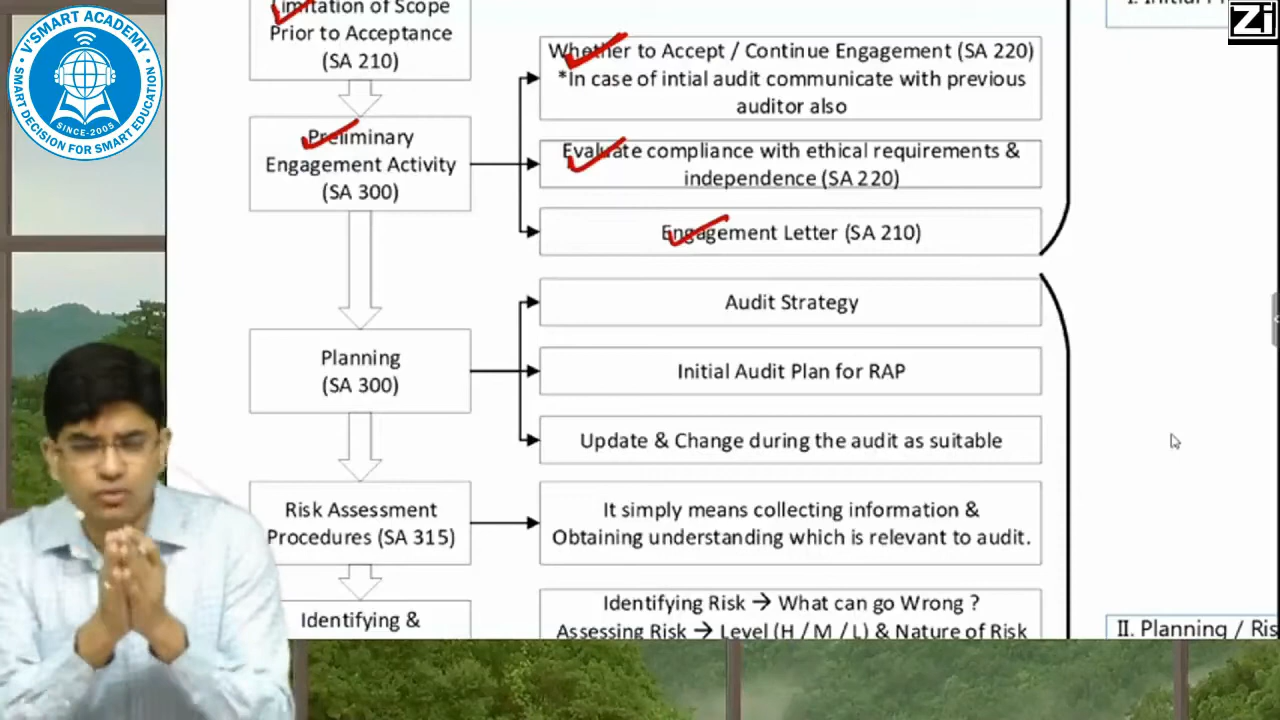 V'SMART ACADEMY
SMART DECISION FOR SMART EDUCATION
SINCE-2005
Zi
Limitation of Scope
Prior to Acceptance
(SA 210)
Preliminary
Engagement Activity
(SA 300)
Whether to Accept / Continue Engagement (SA 220)
*In case of intial audit communicate with previous
auditor also
Evaluate compliance with ethical requirements &
independence (SA 220)
Engagement Letter (SA 210)
Planning
(SA 300)
Audit Strategy
Initial Audit Plan for RAP
Update & Change during the audit as suitable
Risk Assessment
Procedures (SA 315)
It simply means collecting information &
Obtaining understanding which is relevant to audit.
Identifying &
Identifying Risk → What can go Wrong ?
Assessing Risk → Level (H / M / L) & Nature of Risk
I. Initial
II. Planning / Ris